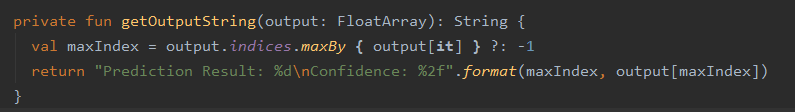 private fun getOutputString(output: FloatArray): String {
  val maxIndex = output.indices.maxBy { output[it] } ?: -1
  return "Prediction Result: %d\nConfidence: %2f".format(maxIndex, output[maxIndex])
}